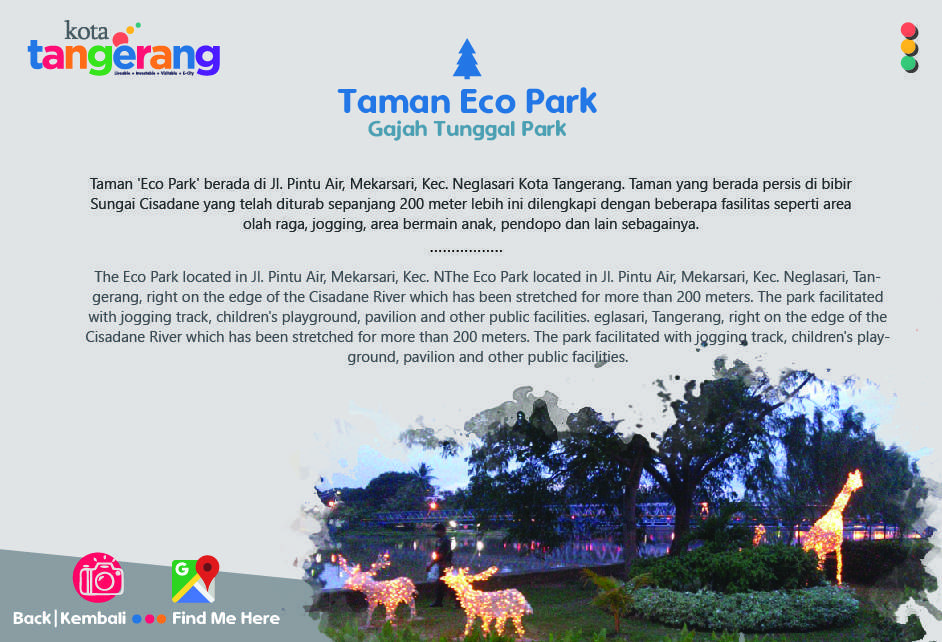 kota
tangerang
Liveable • Investable • Visitable • E-City
Taman Eco Park
Gajah Tunggal Park
Taman 'Eco Park' berada di Jl. Pintu Air, Mekarsari, Kec. Neglasari Kota Tangerang. Taman yang berada persis di bibir
Sungai Cisadane yang telah diturab sepanjang 200 meter lebih ini dilengkapi dengan beberapa fasilitas seperti area
olah raga, jogging, area bermain anak, pendopo dan lain sebagainya.
.................
The Eco Park located in Jl. Pintu Air, Mekarsari, Kec. NThe Eco Park located in Jl. Pintu Air, Mekarsari, Kec. Neglasari, Tan-
gerang, right on the edge of the Cisadane River which has been stretched for more than 200 meters. The park facilitated
with jogging track, children's playground, pavilion and other public facilities. eglasari, Tangerang, right on the edge of the
Cisadane River which has been stretched for more than 200 meters. The park facilitated with jogging track, children's play-
ground, pavilion and other public facilities.
G
Back|Kembali ••• Find Me Here